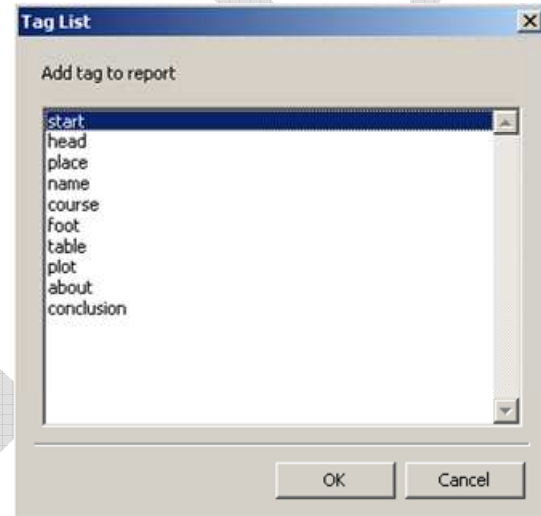 Tag List
Add tag to report
start
head
place
name
course
foot
table
plot
about
conclusion
OK
Cancel